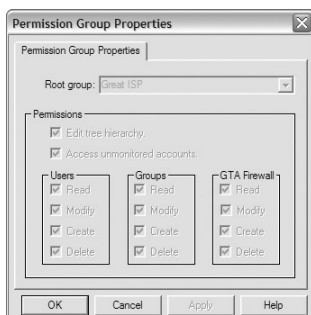 Permission Group Properties
Permission Group Properties
Root group: Great ISP
Permissions
Edit tree hierarchy.
Access unmonitored accounts.
Users Groups GTA Firewall
Read Read Read
Modify Modify Modify
Create Create Create
Delete Delete Delete
OK Cancel Apply Help